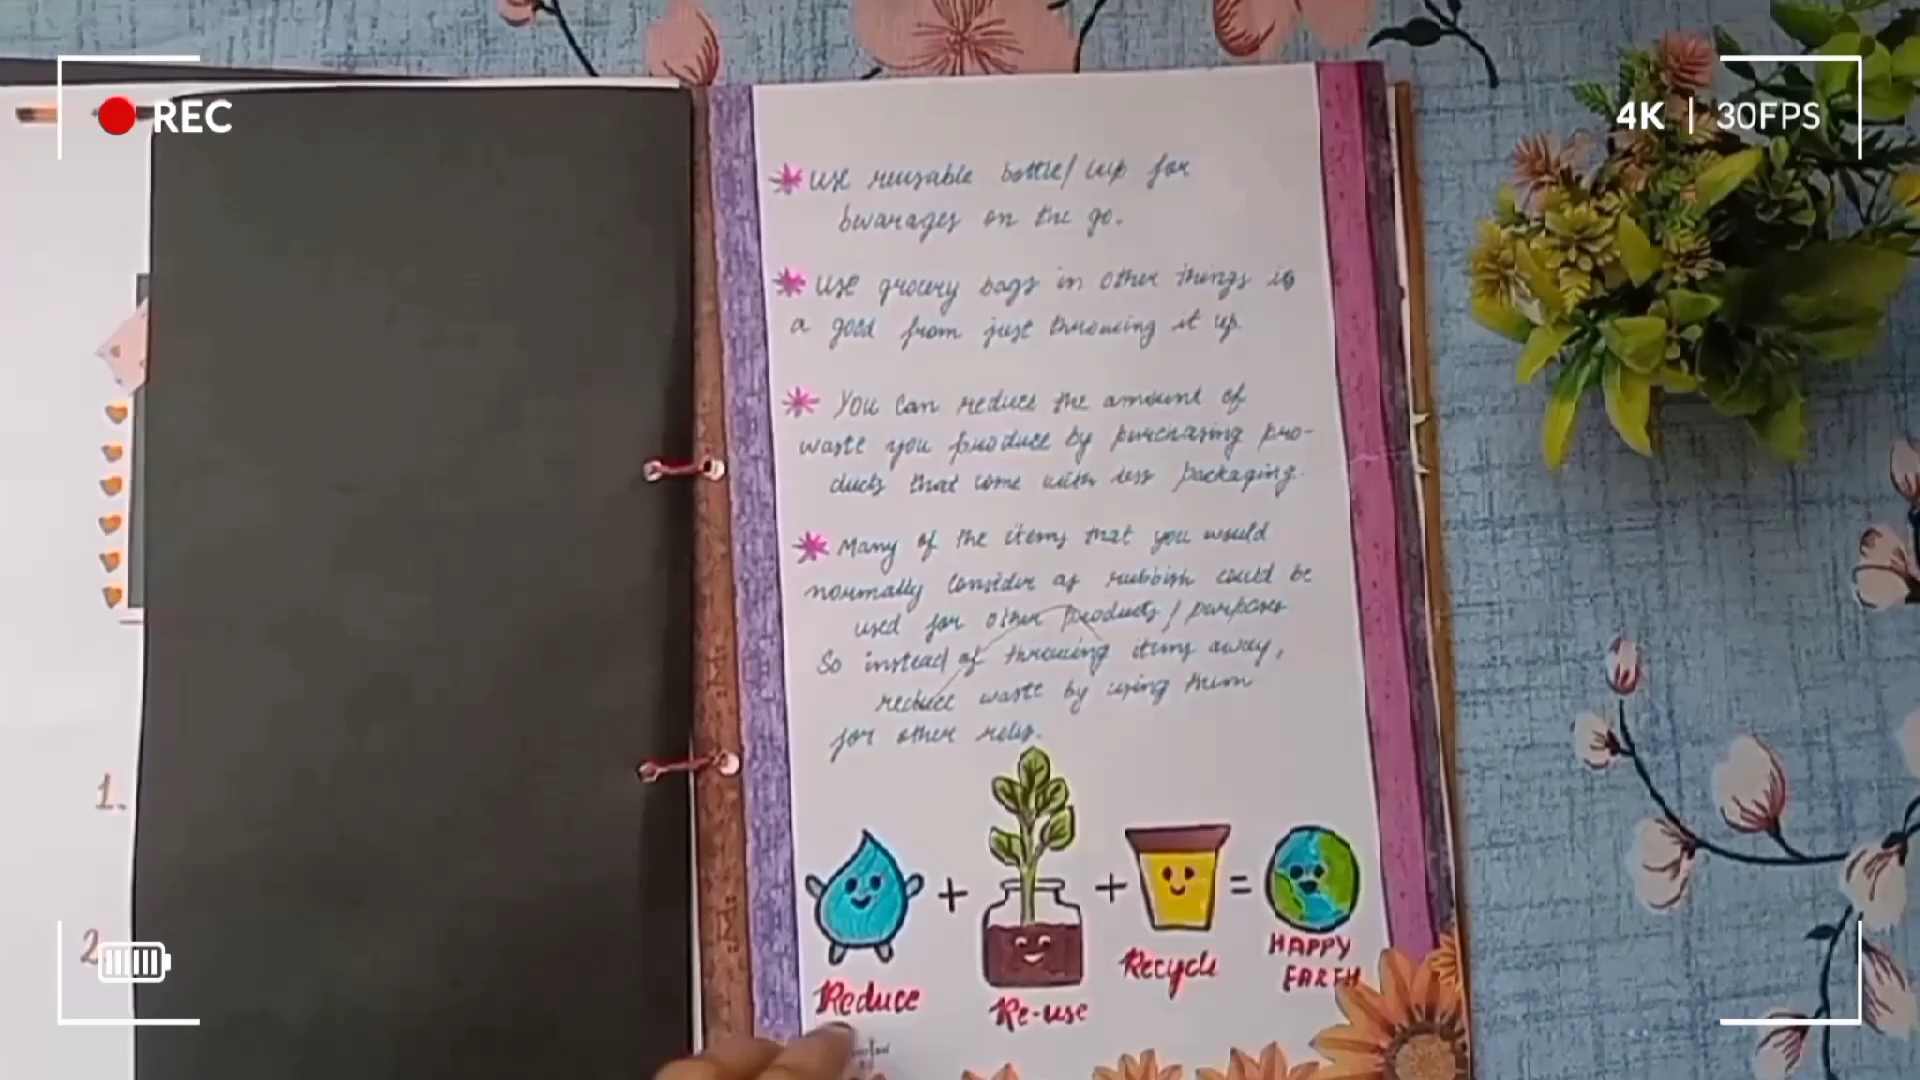 REC
4K | 30FPS
Use reusable bottle/ cup for
bevarages on the go.
Use grocery bags in other things is
a good from just throwing it up.
You can reduce the amount of
waste you produce by purchasing pro-
ducts that come with less packaging.
Many of the items that you would
normally consider as rubbish could be
used for other products / purposes
So instead of throwing items away,
reduce waste by using them
for other roles.
+ + =
Reduce
Re-use
Recycle
HAPPY
EARTH
1.
2